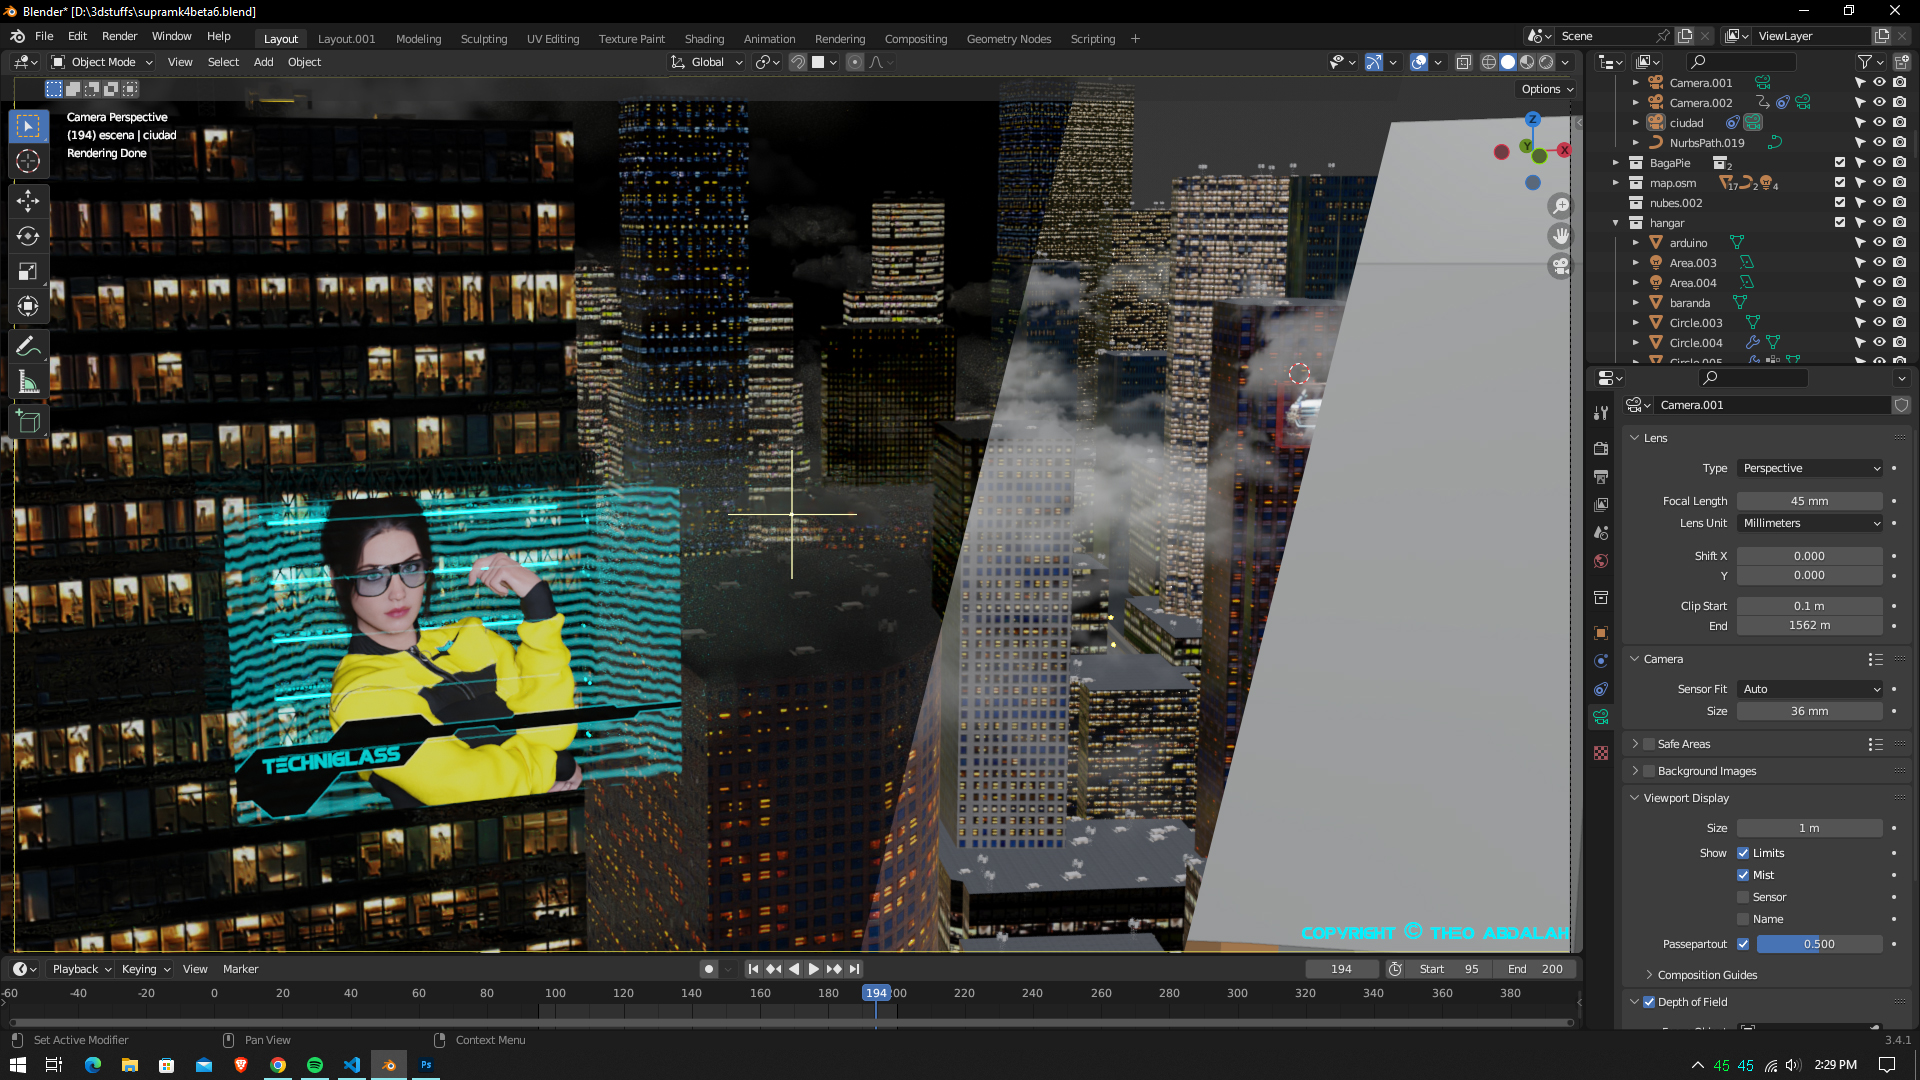 Blender* [D:\3dstuffs\supramk4beta6.blend]
File Edit Render Window Help
Layout Layout.001 Modeling Sculpting UV Editing Texture Paint Shading Animation Rendering Compositing Geometry Nodes Scripting +
Scene
ViewLayer
Object Mode View Select Add Object
Global
Options
Camera Perspective
(194) escena | ciudad
Rendering Done
Z
Y
X
TECHNIGLASS
COPYRIGHT © THEO ABDALAH
Camera.001
Camera.002
ciudad
NurbsPath.019
BagaPie 2
map.osm 17 2 4
nubes.002
hangar
arduino
Area.003
Area.004
baranda
Circle.003
Circle.004
Circle.005
Camera.001
Lens
Type Perspective
Focal Length 45 mm
Lens Unit Millimeters
Shift X 0.000
Y 0.000
Clip Start 0.1 m
End 1562 m
Camera
Sensor Fit Auto
Size 36 mm
Safe Areas
Background Images
Viewport Display
Size 1 m
Show Limits
Mist
Sensor
Name
Passepartout 0.500
Composition Guides
Depth of Field
Playback Keying View Marker
194 Start 95 End 200
-60 -40 -20 0 20 40 60 80 100 120 140 160 180 194 200 220 240 260 280 300 320 340 360 380
Set Active Modifier Pan View Context Menu
3.4.1
Ps
45 45 2:29 PM